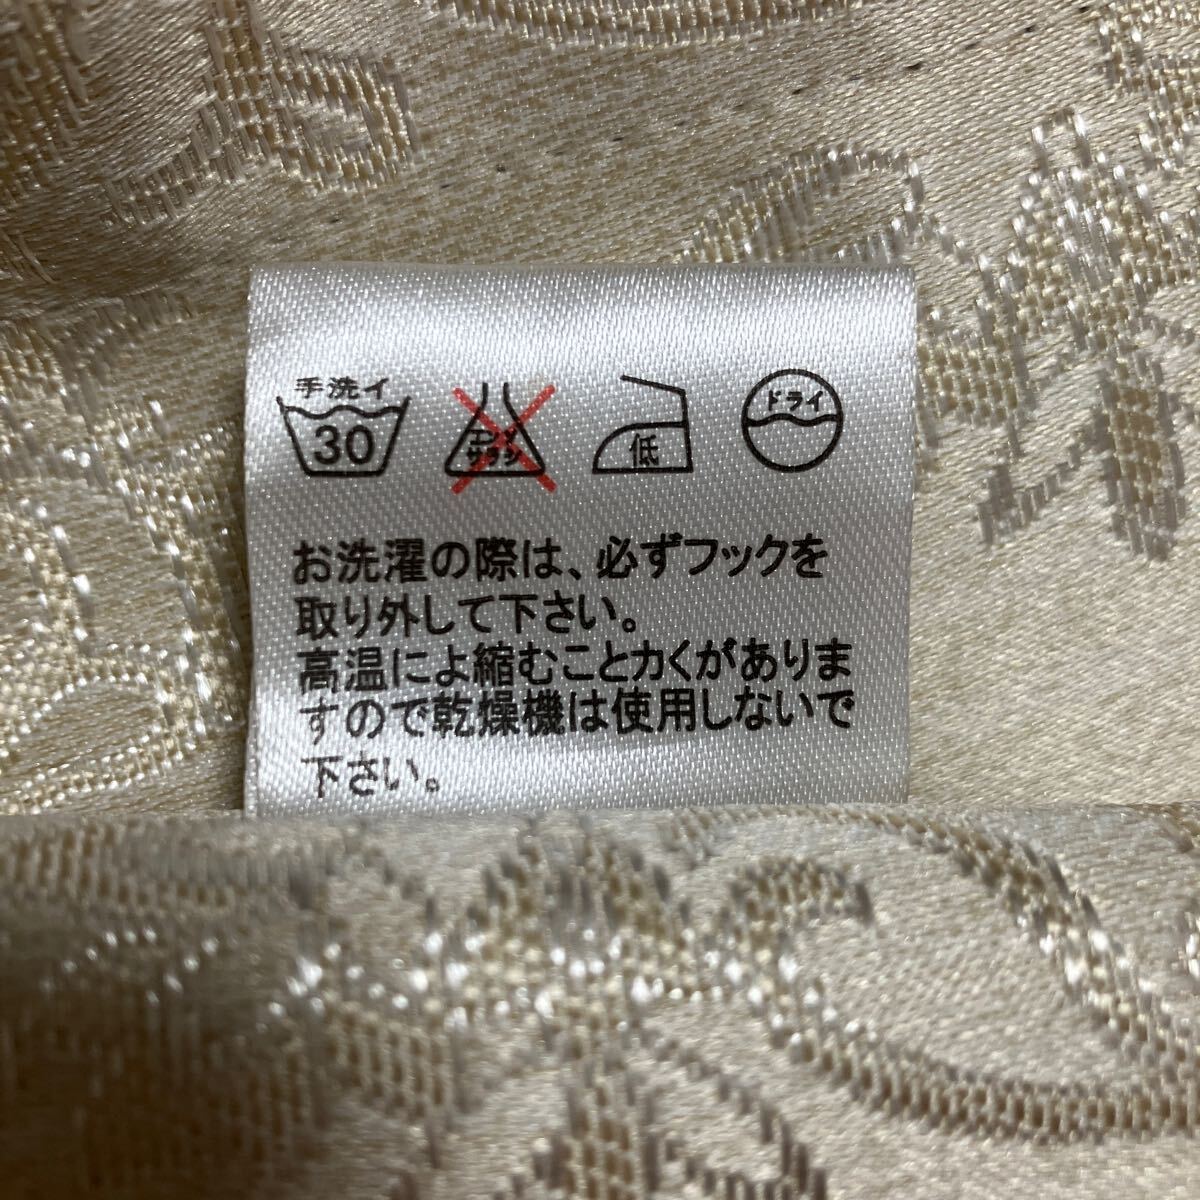 手洗イ
30
エンソ
サラシ
低
ドライ
お洗濯の際は、必ずフックを
取り外して下さい。
高温によ縮むことカくがありま
すので乾燥機は使用しないで
下さい。